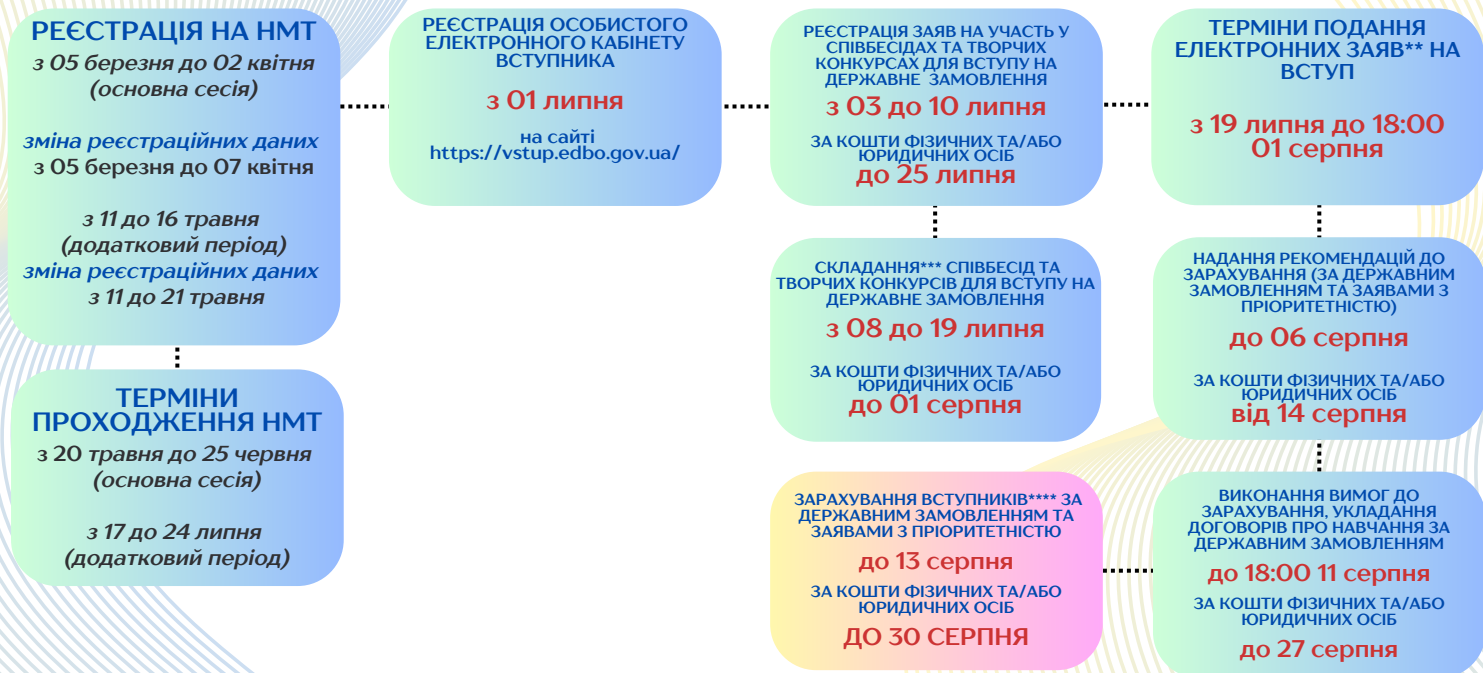 РЕЄСТРАЦІЯ НА НМТ
з 05 березня до 02 квітня
(основна сесія)
зміна реєстраційних даних
з 05 березня до 07 квітня
з 11 до 16 травня
(додатковий період)
зміна реєстраційних даних
з 11 до 21 травня
ТЕРМІНИ
ПРОХОДЖЕННЯ НМТ
з 20 травня до 25 червня
(основна сесія)
з 17 до 24 липня
(додатковий період)
РЕЄСТРАЦІЯ ОСОБИСТОГО
ЕЛЕКТРОННОГО КАБІНЕТУ
ВСТУПНИКА
з 01 липня
на сайті
https://vstup.edbo.gov.ua/
РЕЄСТРАЦІЯ ЗАЯВ НА УЧАСТЬ У
СПІВБЕСІДАХ ТА ТВОРЧИХ
КОНКУРСАХ ДЛЯ ВСТУПУ НА
ДЕРЖАВНЕ ЗАМОВЛЕННЯ
з 03 до 10 липня
ЗА КОШТИ ФІЗИЧНИХ ТА/АБО
ЮРИДИЧНИХ ОСІБ
до 25 липня
СКЛАДАННЯ*** СПІВБЕСІД ТА
ТВОРЧИХ КОНКУРСІВ ДЛЯ ВСТУПУ НА
ДЕРЖАВНЕ ЗАМОВЛЕННЯ
з 08 до 19 липня
ЗА КОШТИ ФІЗИЧНИХ ТА/АБО
ЮРИДИЧНИХ ОСІБ
до 01 серпня
ТЕРМІНИ ПОДАННЯ
ЕЛЕКТРОННИХ ЗАЯВ** НА
ВСТУП
з 19 липня до 18:00
01 серпня
НАДАННЯ РЕКОМЕНДАЦІЙ ДО
ЗАРАХУВАННЯ (ЗА ДЕРЖАВНИМ
ЗАМОВЛЕННЯМ ТА ЗАЯВАМИ З
ПРІОРИТЕТНІСТЮ)
до 06 серпня
ЗА КОШТИ ФІЗИЧНИХ ТА/АБО
ЮРИДИЧНИХ ОСІБ
від 14 серпня
ВИКОНАННЯ ВИМОГ ДО
ЗАРАХУВАННЯ, УКЛАДАННЯ
ДОГОВОРІВ ПРО НАВЧАННЯ ЗА
ДЕРЖАВНИМ ЗАМОВЛЕННЯМ
до 18:00 11 серпня
ЗА КОШТИ ФІЗИЧНИХ ТА/АБО
ЮРИДИЧНИХ ОСІБ
до 27 серпня
ЗАРАХУВАННЯ ВСТУПНИКІВ**** ЗА
ДЕРЖАВНИМ ЗАМОВЛЕННЯМ ТА
ЗАЯВАМИ З ПРІОРИТЕТНІСТЮ
до 13 серпня
ЗА КОШТИ ФІЗИЧНИХ ТА/АБО
ЮРИДИЧНИХ ОСІБ
ДО 30 СЕРПНЯ